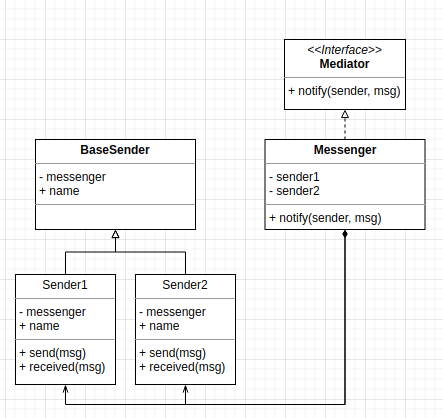 <<Interface>>
Mediator
+ notify(sender, msg)
BaseSender
- messenger
+ name
Messenger
- sender1
- sender2
+ notify(sender, msg)
Sender1
- messenger
+ name
+ send(msg)
+ received(msg)
Sender2
- messenger
+ name
+ send(msg)
+ received(msg)